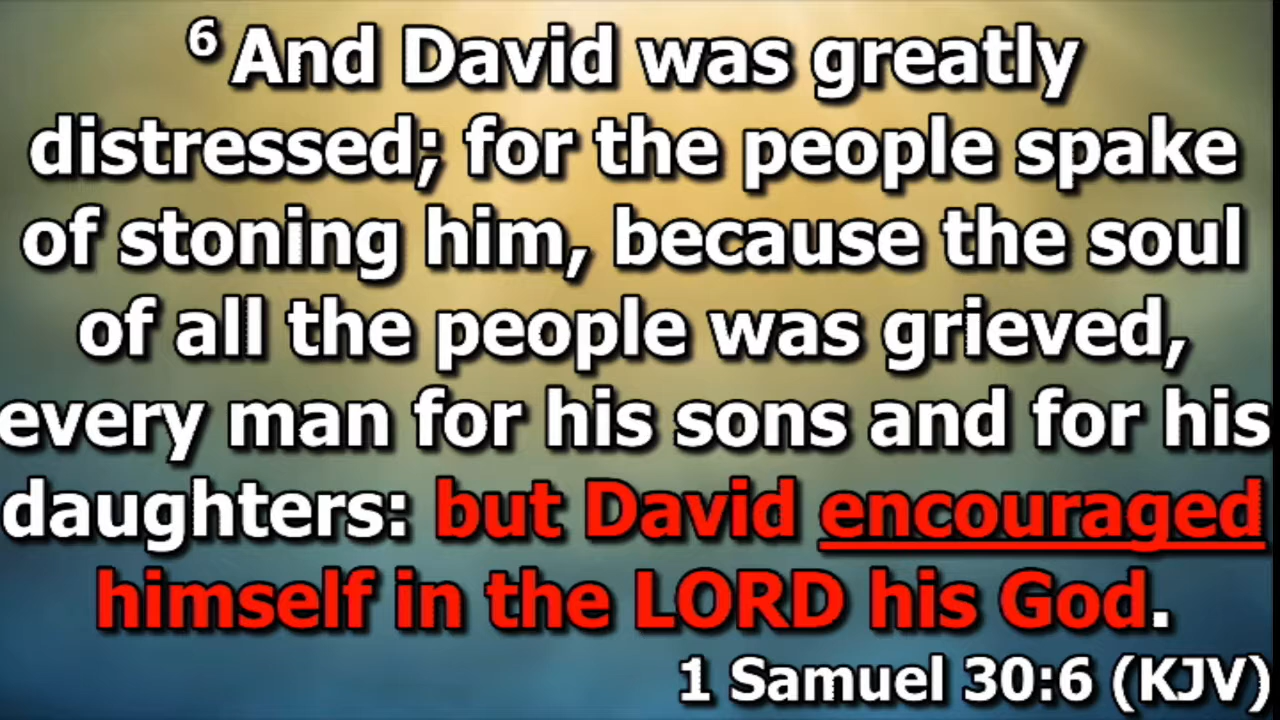 6 And David was greatly
distressed; for the people spake
of stoning him, because the soul
of all the people was grieved,
every man for his sons and for his
daughters: but David encouraged
himself in the LORD his God.
1 Samuel 30:6 (KJV)